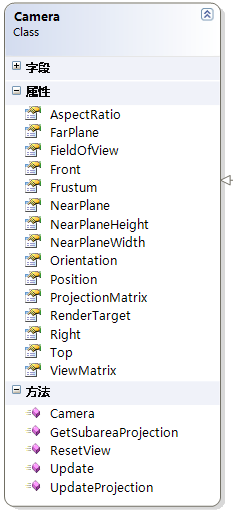 Camera
Class
字段
属性
AspectRatio
FarPlane
FieldOfView
Front
Frustum
NearPlane
NearPlaneHeight
NearPlaneWidth
Orientation
Position
ProjectionMatrix
RenderTarget
Right
Top
ViewMatrix
方法
Camera
GetSubareaProjection
ResetView
Update
UpdateProjection